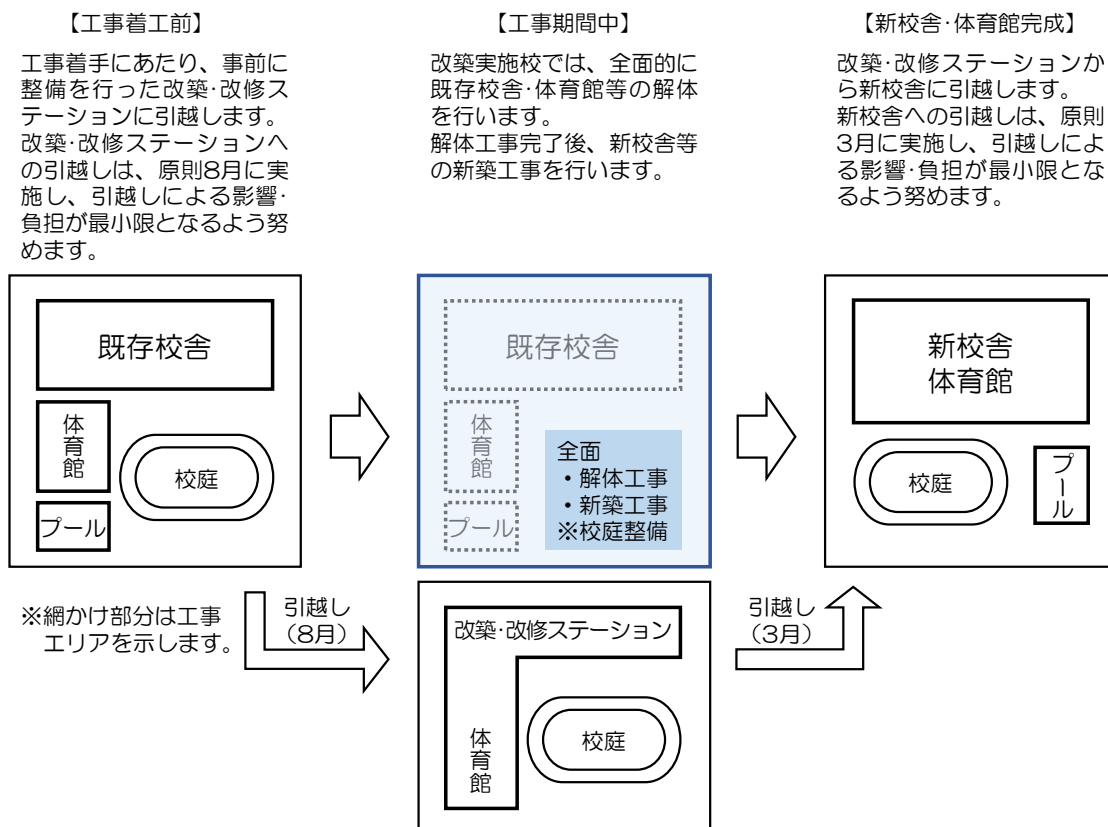 【工事着工前】
工事着手にあたり、事前に
整備を行った改築･改修ス
テーションに引越します。
改築･改修ステーションへ
の引越しは、原則8月に実
施し、引越しによる影響･
負担が最小限となるよう努
めます。
【工事期間中】
改築実施校では、全面的に
既存校舎･体育館等の解体
を行います。
解体工事完了後、新校舎等
の新築工事を行います。
【新校舎･体育館完成】
改築･改修ステーションか
ら新校舎に引越します。
新校舎への引越しは、原則
3月に実施し、引越しによ
る影響･負担が最小限とな
るよう努めます。
既存校舎
体育館
校庭
プール
既存校舎
体育館
プール
全面
・解体工事
・新築工事
※校庭整備
新校舎
体育館
校庭
プール
※網かけ部分は工事
エリアを示します。
引越し
（8月）
改築･改修ステーション
体育館
校庭
引越し
（3月）